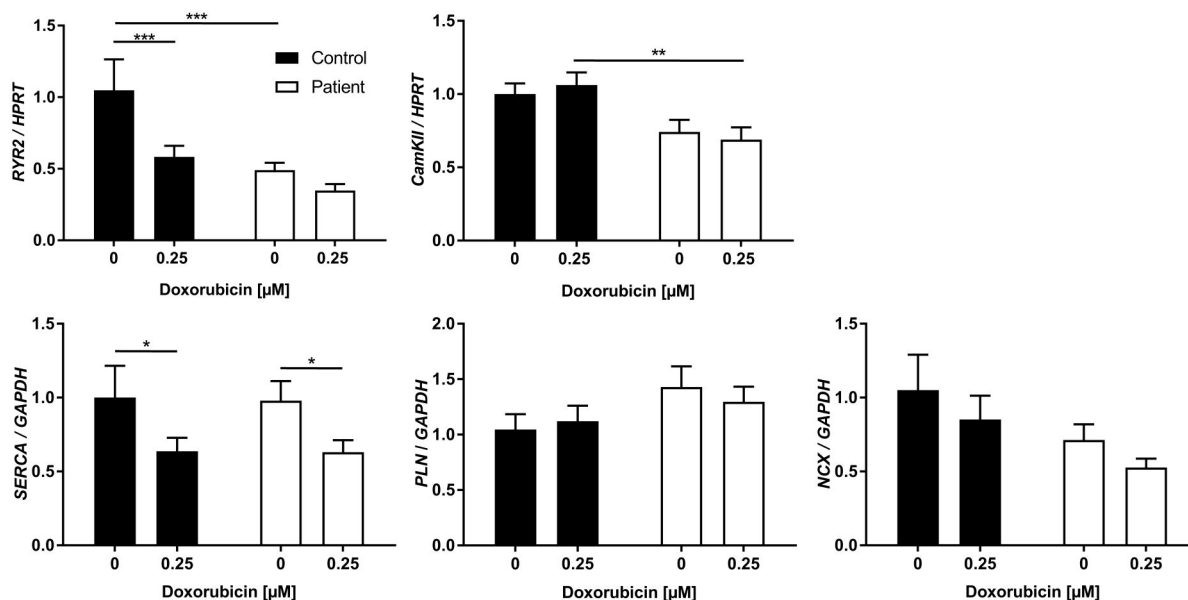 RYR2 / HPRT
1.5
1.0
0.5
0.0
***
***
Control
Patient
0 0.25 0 0.25
Doxorubicin [µM]
CamKII / HPRT
1.5
1.0
0.5
0.0
**
0 0.25 0 0.25
Doxorubicin [µM]
SERCA / GAPDH
1.5
1.0
0.5
0.0
*
*
0 0.25 0 0.25
Doxorubicin [µM]
PLN / GAPDH
2.0
1.5
1.0
0.5
0.0
0 0.25 0 0.25
Doxorubicin [µM]
NCX / GAPDH
1.5
1.0
0.5
0.0
0 0.25 0 0.25
Doxorubicin [µM]